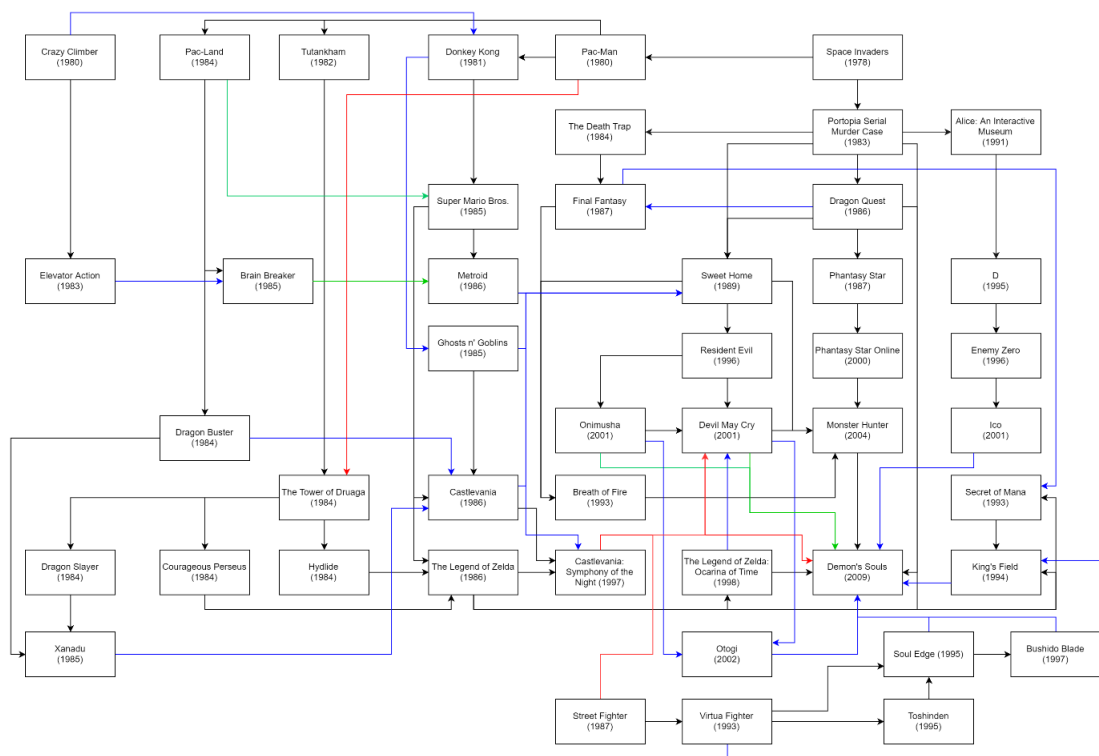 Crazy Climber
(1980)
Pac-Land
(1984)
Tutankham
(1982)
Donkey Kong
(1981)
Pac-Man
(1980)
Space Invaders
(1978)
The Death Trap
(1984)
Portopia Serial
Murder Case
(1983)
Alice: An Interactive
Museum
(1991)
Super Mario Bros.
(1985)
Final Fantasy
(1987)
Dragon Quest
(1986)
Elevator Action
(1983)
Brain Breaker
(1985)
Metroid
(1986)
Sweet Home
(1989)
Phantasy Star
(1987)
D
(1995)
Ghosts n' Goblins
(1985)
Resident Evil
(1996)
Phantasy Star Online
(2000)
Enemy Zero
(1996)
Dragon Buster
(1984)
Onimusha
(2001)
Devil May Cry
(2001)
Monster Hunter
(2004)
Ico
(2001)
The Tower of Druaga
(1984)
Castlevania
(1986)
Breath of Fire
(1993)
Secret of Mana
(1993)
Dragon Slayer
(1984)
Courageous Perseus
(1984)
Hydlide
(1984)
The Legend of Zelda
(1986)
Castlevania:
Symphony of the
Night (1997)
The Legend of Zelda:
Ocarina of Time
(1998)
Demon's Souls
(2009)
King's Field
(1994)
Xanadu
(1985)
Otogi
(2002)
Soul Edge (1995)
Bushido Blade
(1997)
Street Fighter
(1987)
Virtua Fighter
(1993)
Toshinden
(1995)